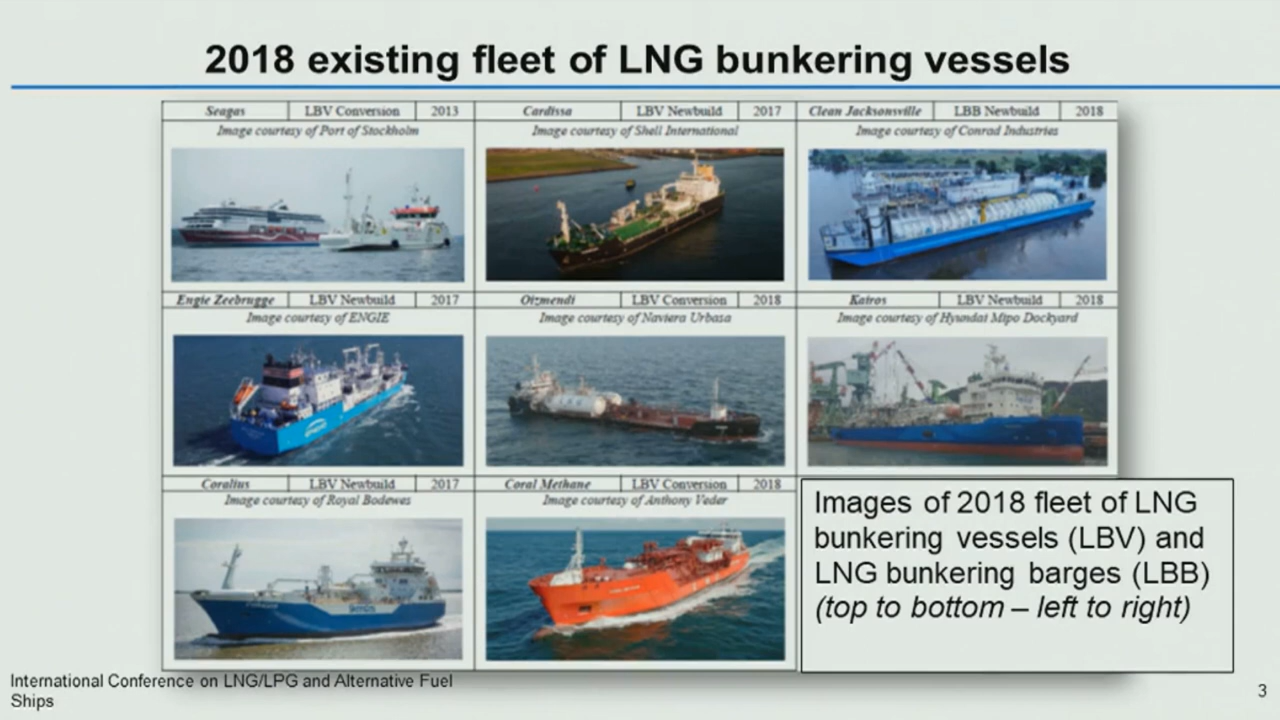 2018 existing fleet of LNG bunkering vessels
Seagas LBV Conversion 2013
Image courtesy of Port of Stockholm
Cardissa LBV Newbuild 2017
Image courtesy of Shell International
Clean Jacksonville LBB Newbuild 2018
Image courtesy of Conrad Industries
Engie Zeebrugge LBV Newbuild 2017
Image courtesy of ENGIE
Oizmendi LBV Conversion 2018
Image courtesy of Naviera Urbasa
Kairos LBV Newbuild 2018
Image courtesy of Hyundai Mipo Dockyard
Coralius LBV Newbuild 2017
Image courtesy of Royal Bodewes
Coral Methane LBV Conversion 2018
Image courtesy of Anthony Veder
Images of 2018 fleet of LNG
bunkering vessels (LBV) and
LNG bunkering barges (LBB)
(top to bottom – left to right)
International Conference on LNG/LPG and Alternative Fuel
Ships
3